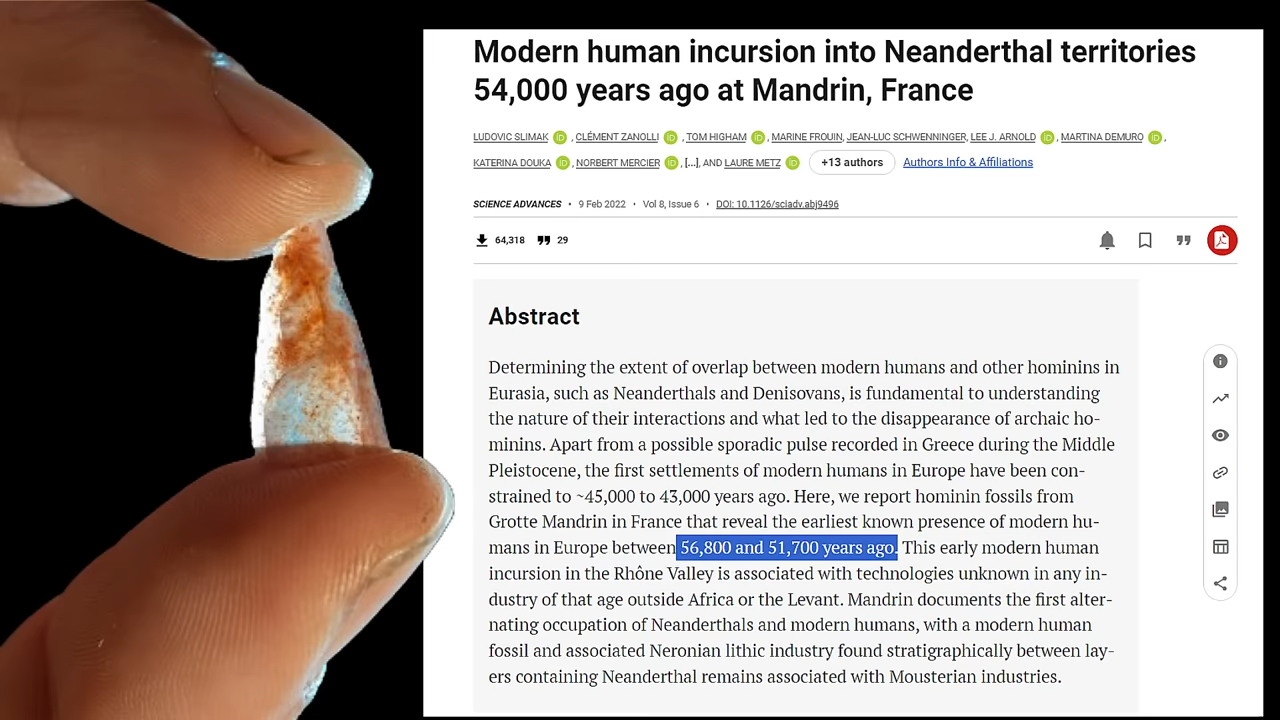 Modern human incursion into Neanderthal territories
54,000 years ago at Mandrin, France
LUDOVIC SLIMAK iD , CLÉMENT ZANOLLI iD , TOM HIGHAM iD , MARINE FROUIN, JEAN-LUC SCHWENNINGER, LEE J. ARNOLD iD , MARTINA DEMURO iD ,
KATERINA DOUKA iD , NORBERT MERCIER iD , [...], AND LAURE METZ iD +13 authors Authors Info & Affiliations
SCIENCE ADVANCES • 9 Feb 2022 • Vol 8, Issue 6 • DOI: 10.1126/sciadv.abj9496
64,318 29
Abstract
Determining the extent of overlap between modern humans and other hominins in
Eurasia, such as Neanderthals and Denisovans, is fundamental to understanding
the nature of their interactions and what led to the disappearance of archaic ho-
minins. Apart from a possible sporadic pulse recorded in Greece during the Middle
Pleistocene, the first settlements of modern humans in Europe have been con-
strained to ~45,000 to 43,000 years ago. Here, we report hominin fossils from
Grotte Mandrin in France that reveal the earliest known presence of modern hu-
mans in Europe between 56,800 and 51,700 years ago. This early modern human
incursion in the Rhône Valley is associated with technologies unknown in any in-
dustry of that age outside Africa or the Levant. Mandrin documents the first alter-
nating occupation of Neanderthals and modern humans, with a modern human
fossil and associated Neronian lithic industry found stratigraphically between lay-
ers containing Neanderthal remains associated with Mousterian industries.